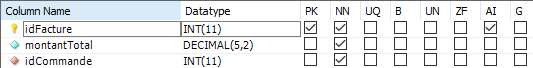 Column Name Datatype PK NN UQ B UN ZF AI G
idFacture INT(11)
montantTotal DECIMAL(5,2)
idCommande INT(11)